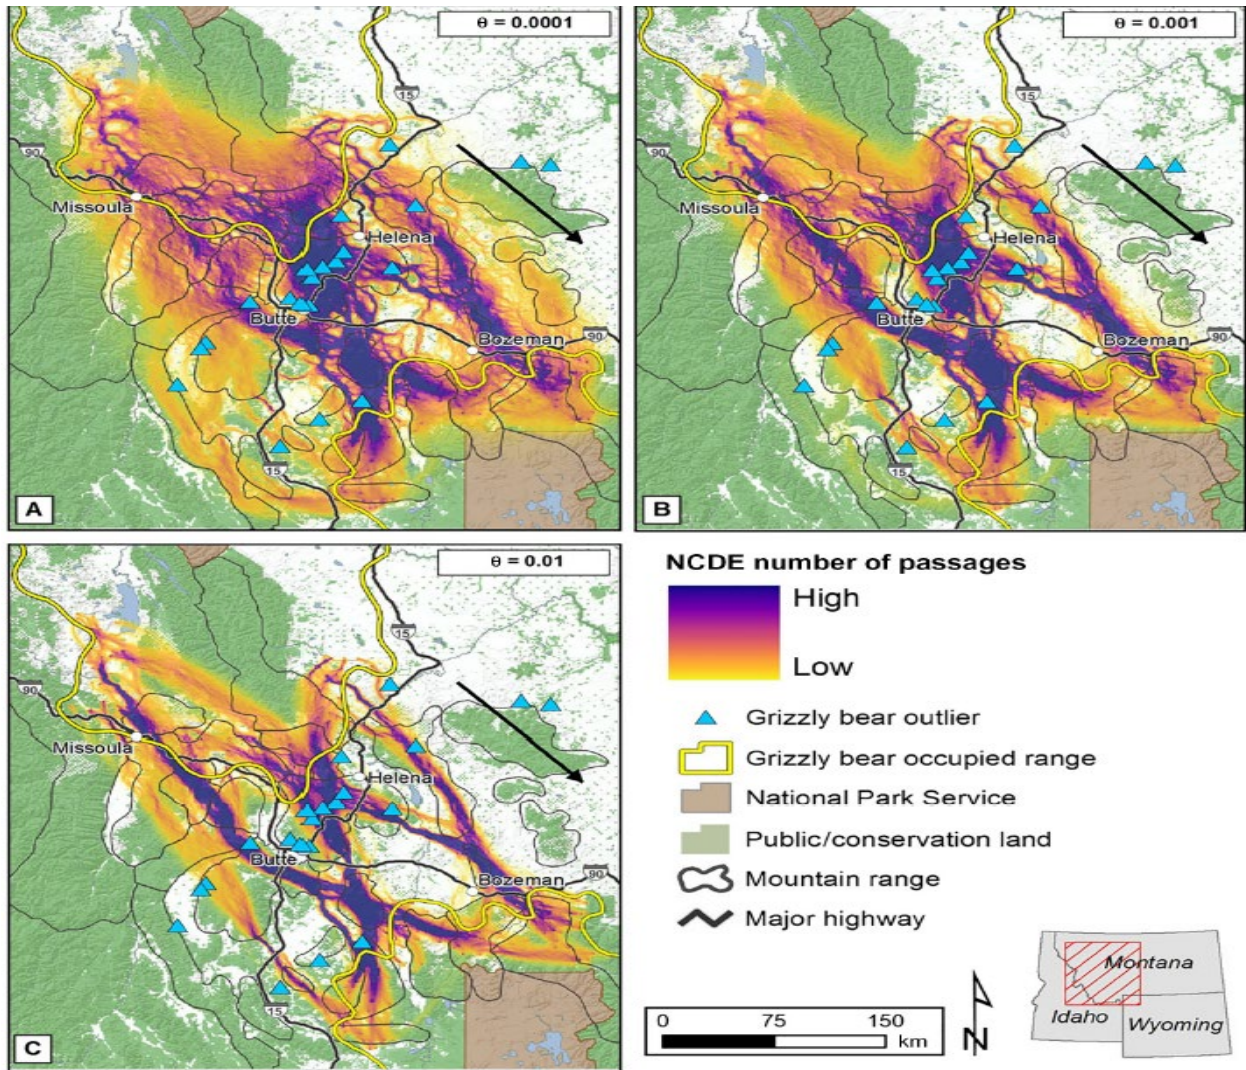 θ = 0.0001
15
90
Missoula
Helena
Butte
Bozeman
90
15
A
θ = 0.001
15
90
Missoula
Helena
Butte
Bozeman
90
15
B
θ = 0.01
15
90
Missoula
Helena
Butte
Bozeman
90
15
C
NCDE number of passages
High
Low
Grizzly bear outlier
Grizzly bear occupied range
National Park Service
Public/conservation land
Mountain range
Major highway
0 75 150
km
N
Montana
Idaho
Wyoming